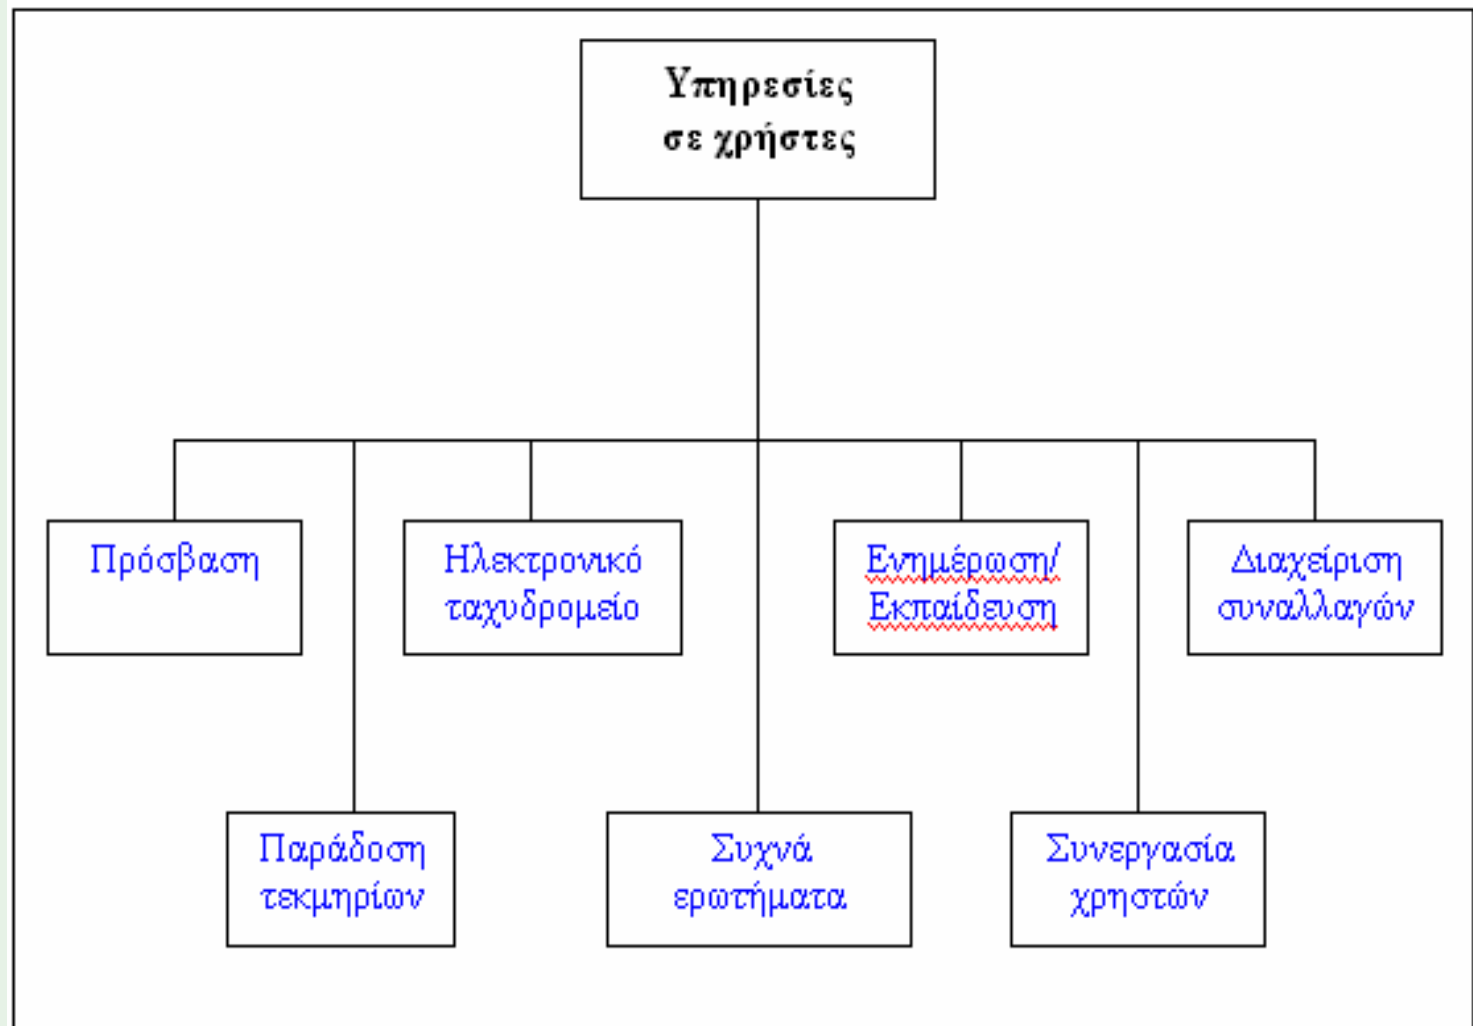 Υπηρεσίες
σε χρήστες
Πρόσβαση
Ηλεκτρονικό
ταχυδρομείο
Ενημέρωση/
Εκπαίδευση
Διαχείριση
συναλλαγών
Παράδοση
τεκμηρίων
Συχνά
ερωτήματα
Συνεργασία
χρηστών